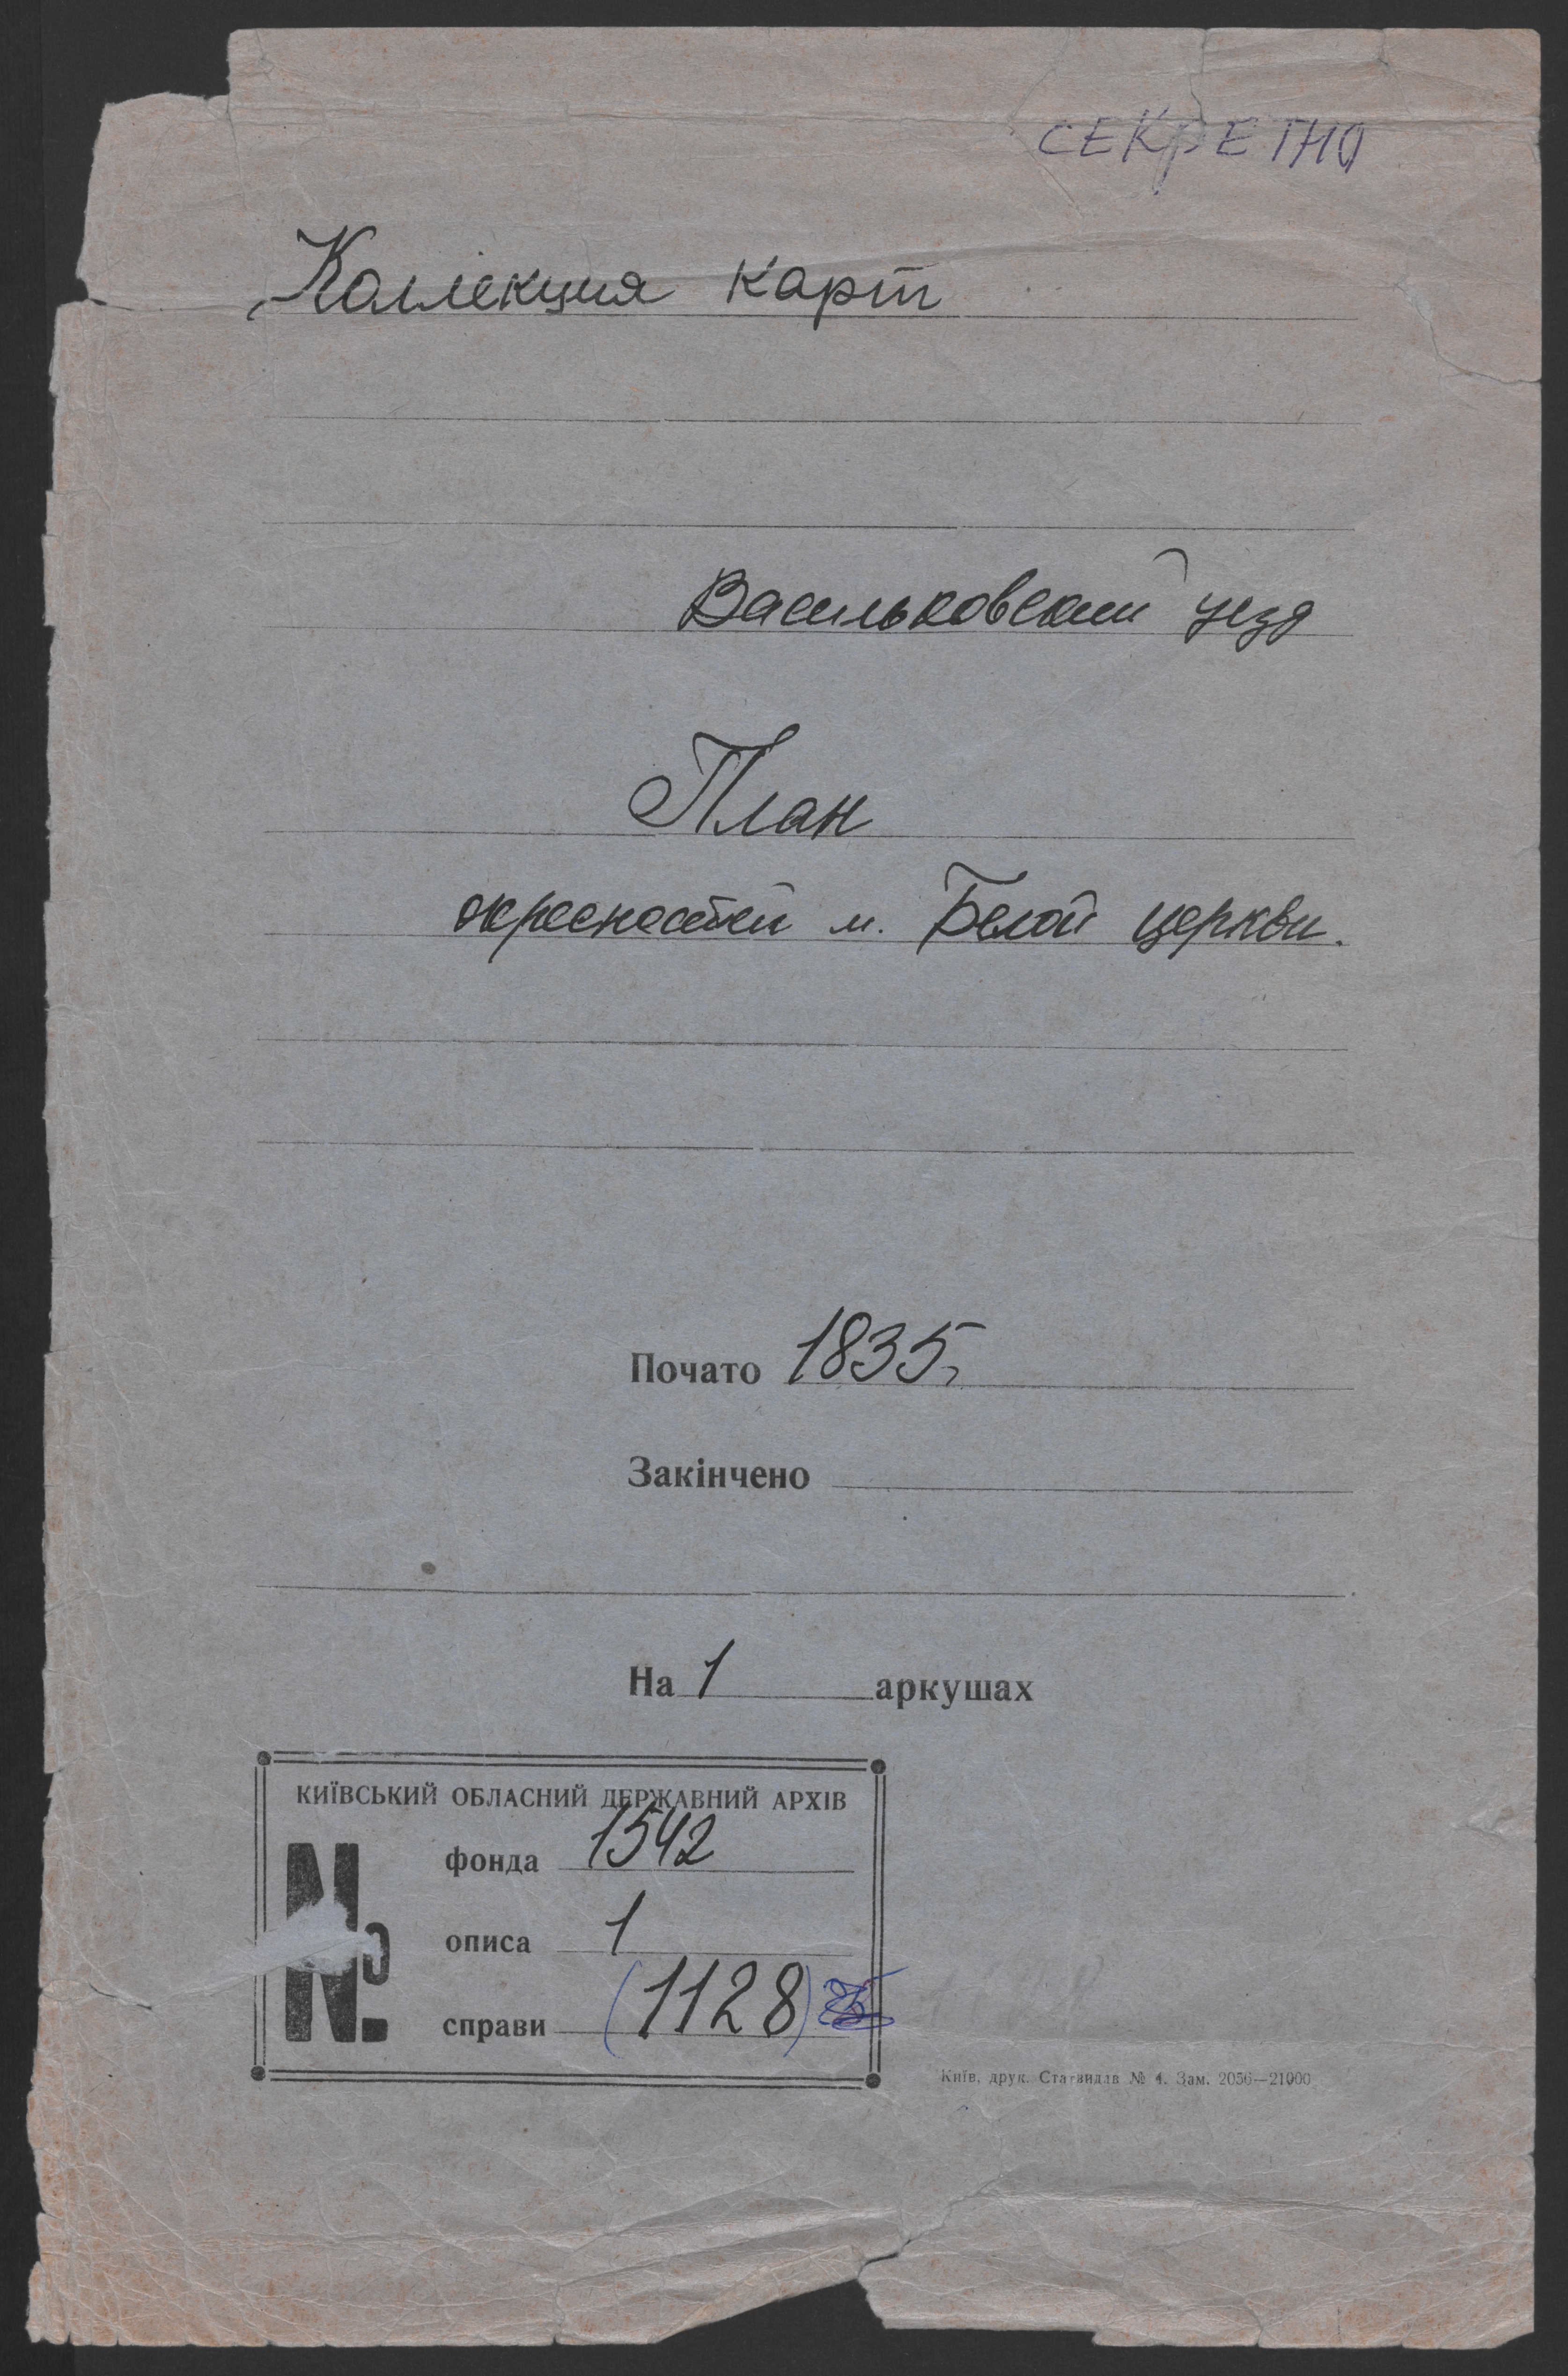 СЕКРЕТНО
Коллекция карт
Васильковский уезд
План
окресностей м. Белой церкви.
Почато 1835,
Закінчено
На 1 аркушах
КИЇВСЬКИЙ ОБЛАСНИЙ ДЕРЖАВНИЙ АРХІВ
№
фонда 1542
описа 1
справи (1128)
Київ, друк. Статвидав № 4. Зам. 2056—21000